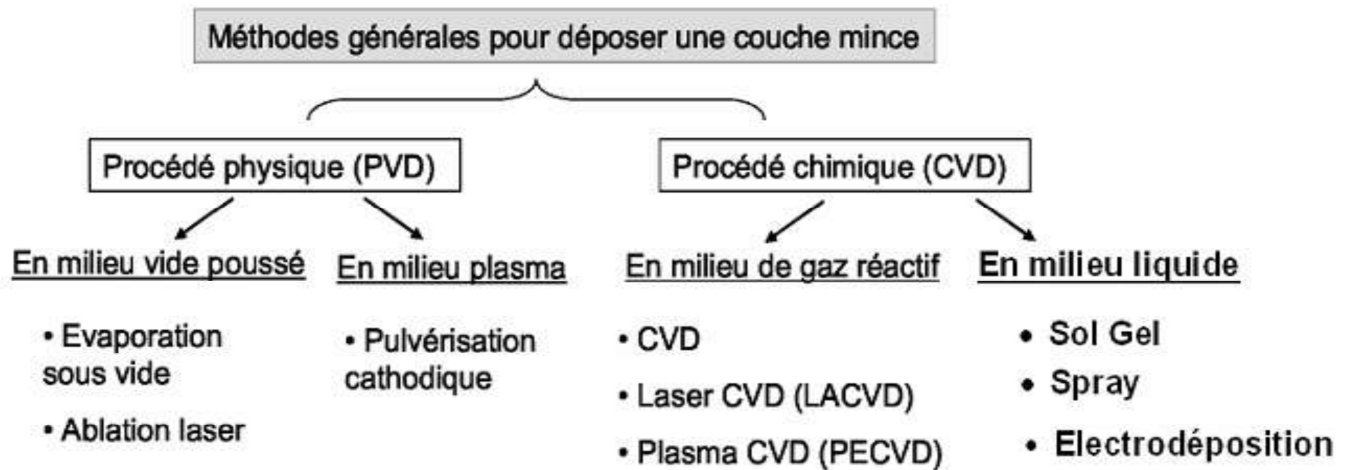 Méthodes générales pour déposer une couche mince
Procédé physique (PVD)
Procédé chimique (CVD)
En milieu vide poussé
En milieu plasma
En milieu de gaz réactif
En milieu liquide
• Evaporation
sous vide
• Ablation laser
• Pulvérisation
cathodique
• CVD
• Laser CVD (LACVD)
• Plasma CVD (PECVD)
• Sol Gel
• Spray
• Electrodéposition